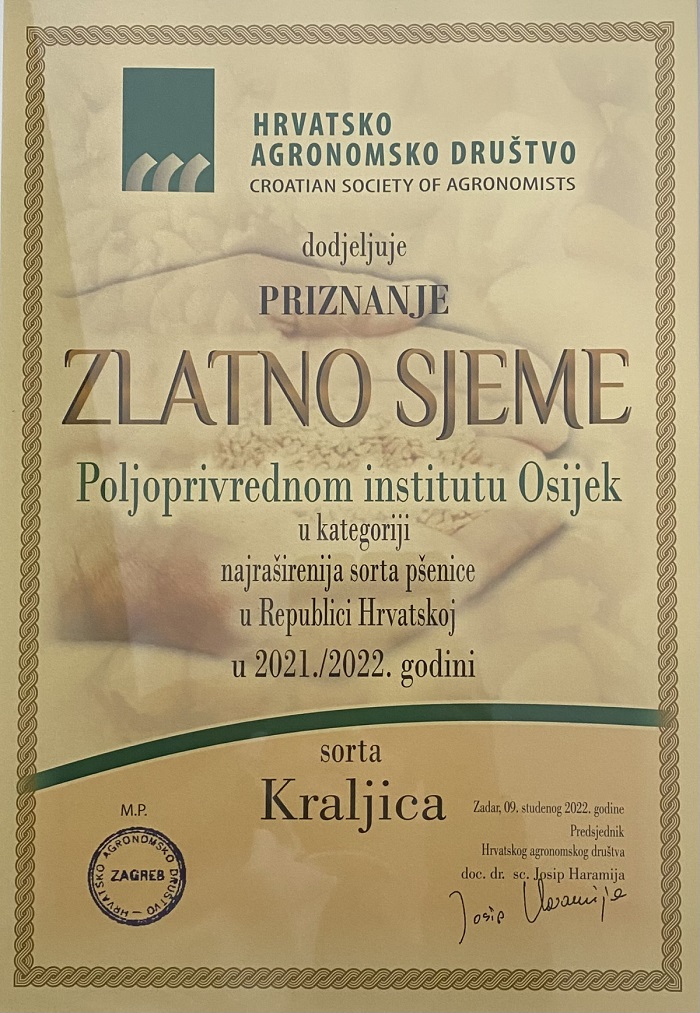 HRVATSKO
AGRONOMSKO DRUŠTVO
CROATIAN SOCIETY OF AGRONOMISTS
dodjeljuje
PRIZNANJE
ZLATNO SJEME
Poljoprivrednom institutu Osijek
u kategoriji
najraširenija sorta pšenice
u Republici Hrvatskoj
u 2021./2022. godini
sorta
Kraljica
M.P.
HRVATSKO AGRONOMSKO DRUŠTVO
ZAGREB
Zadar, 09. studenog 2022. godine
Predsjednik
Hrvatskog agronomskog društva
doc. dr. sc. Josip Haramija
Josip Haramija